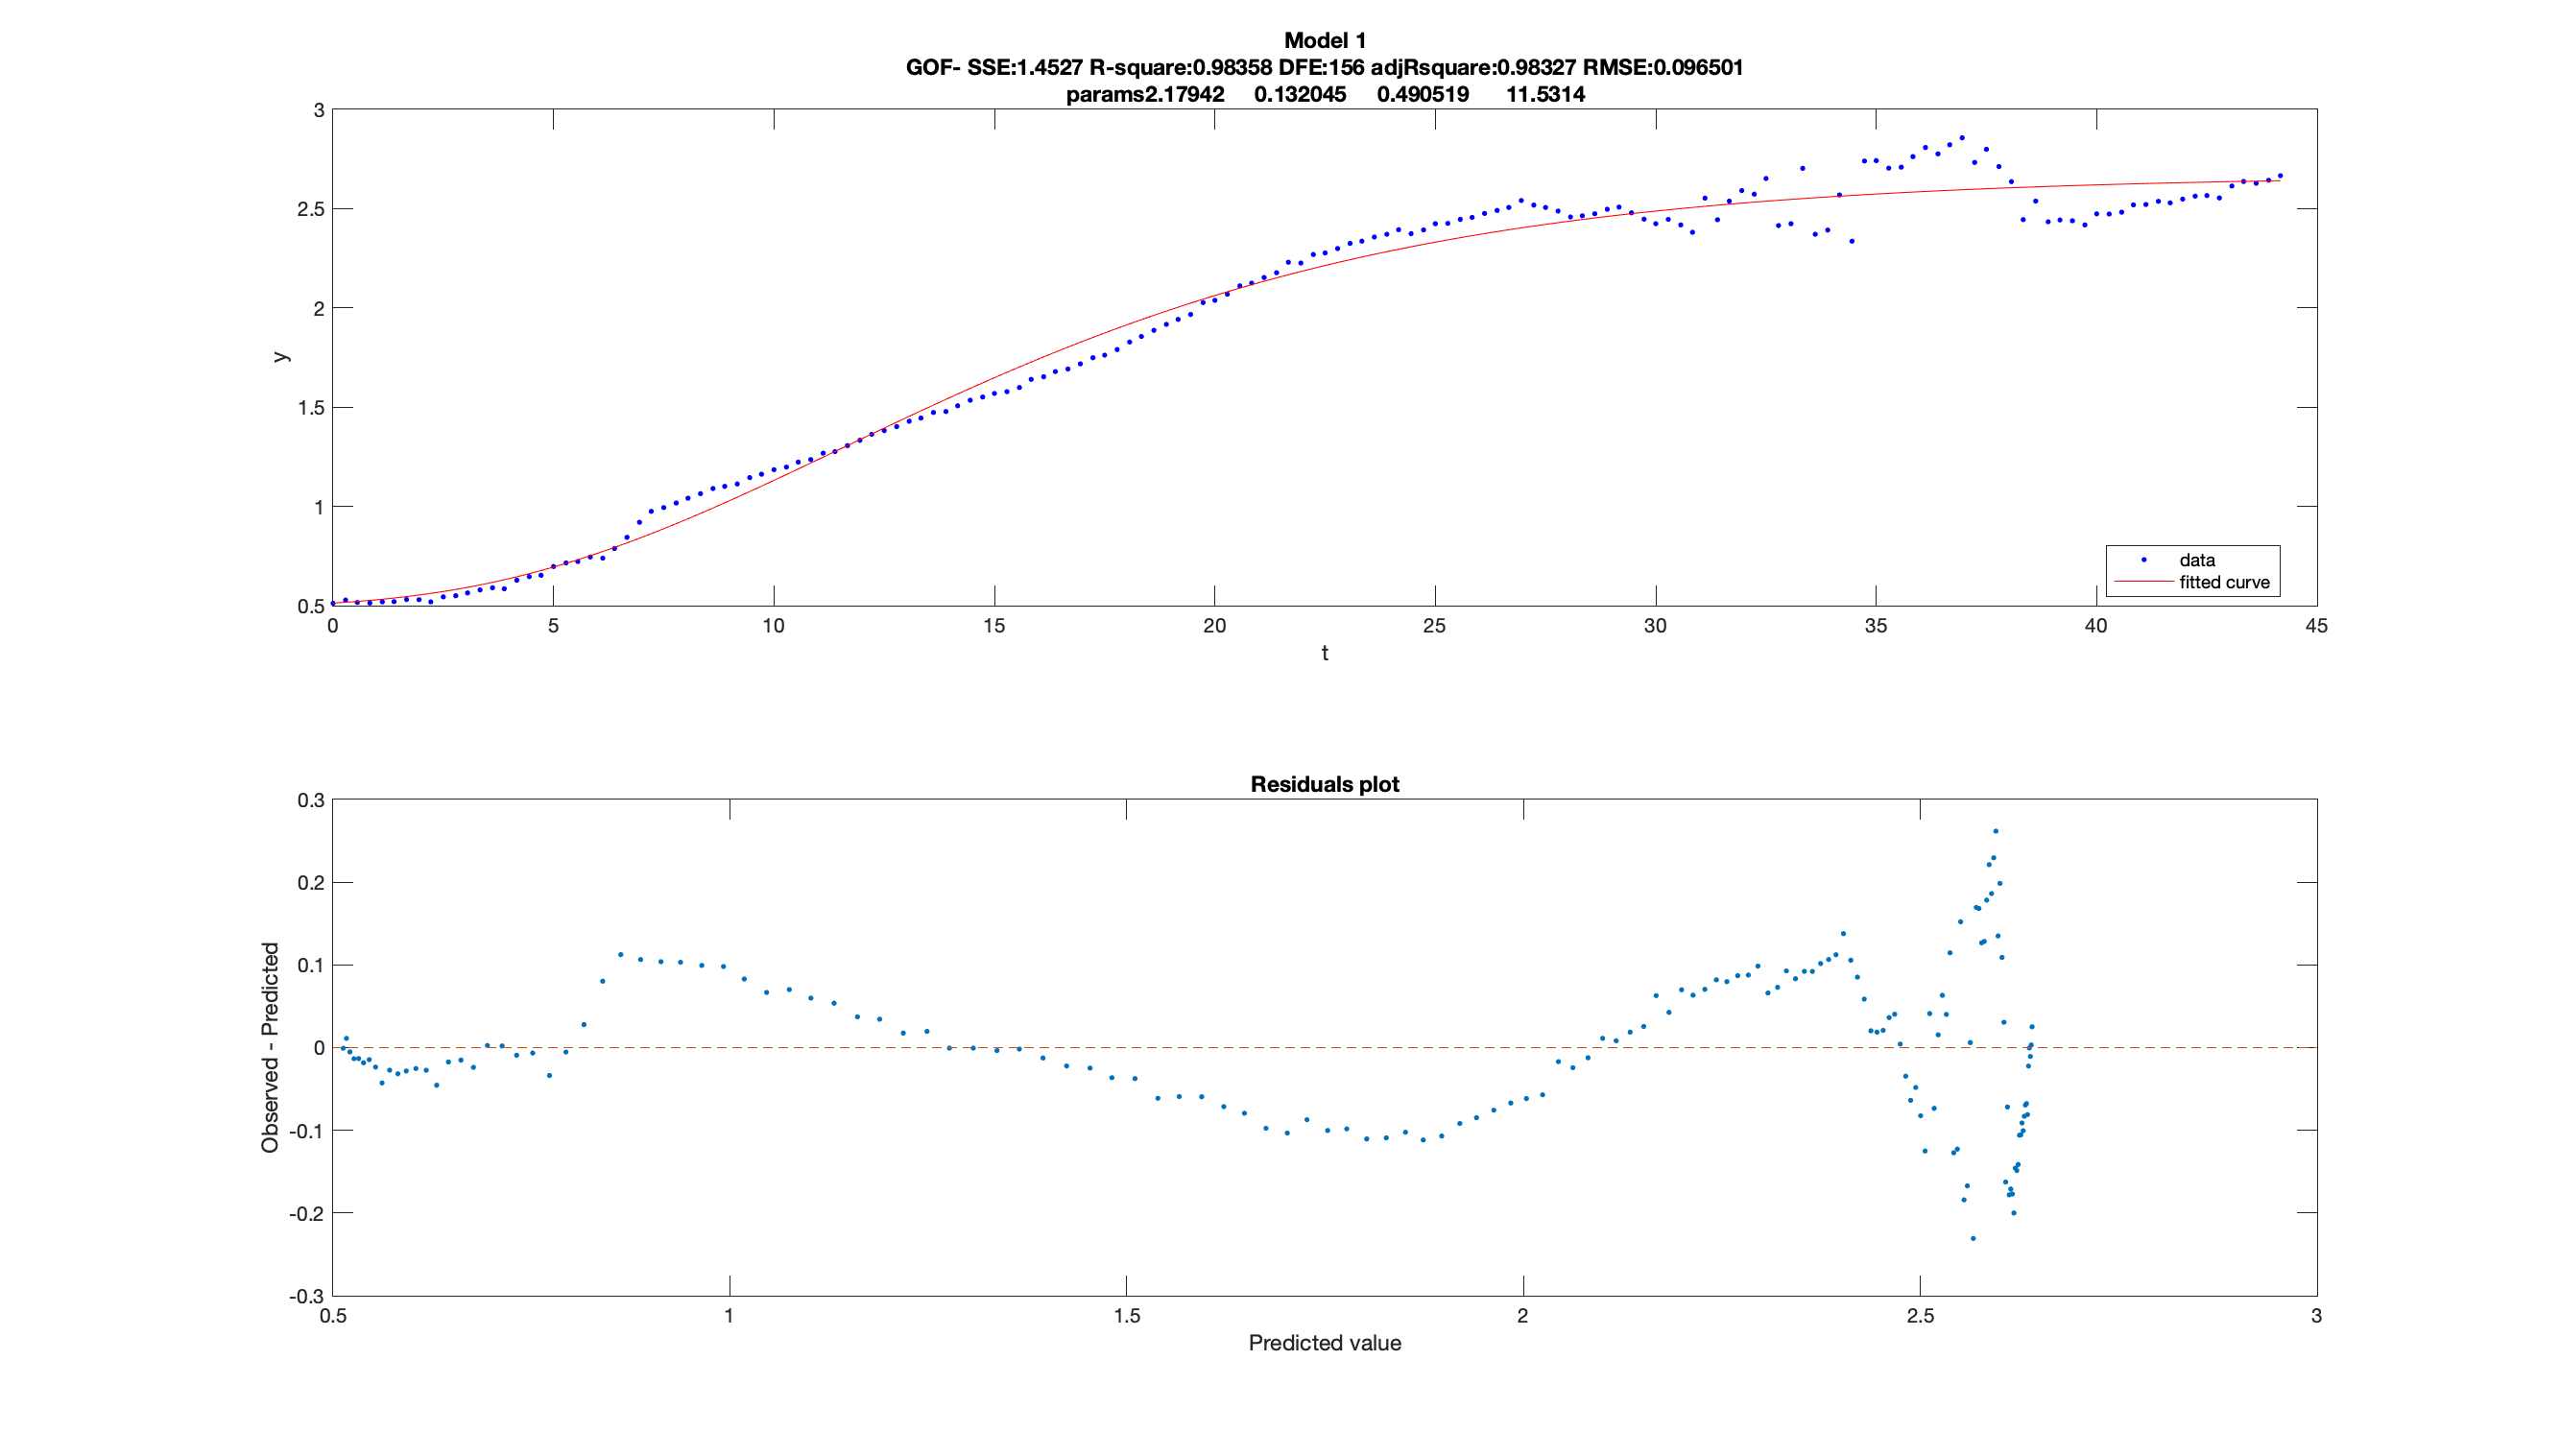 Model 1
GOF- SSE:1.4527 R-square:0.98358 DFE:156 adjRsquare:0.98327 RMSE:0.096501
params2.17942 0.132045 0.490519 11.5314
3
2.5
2
1.5
1
0.5
y
0 5 10 15 20 25 30 35 40 45
t
data
fitted curve
Residuals plot
0.3
0.2
0.1
0
-0.1
-0.2
-0.3
Observed - Predicted
0.5 1 1.5 2 2.5 3
Predicted value